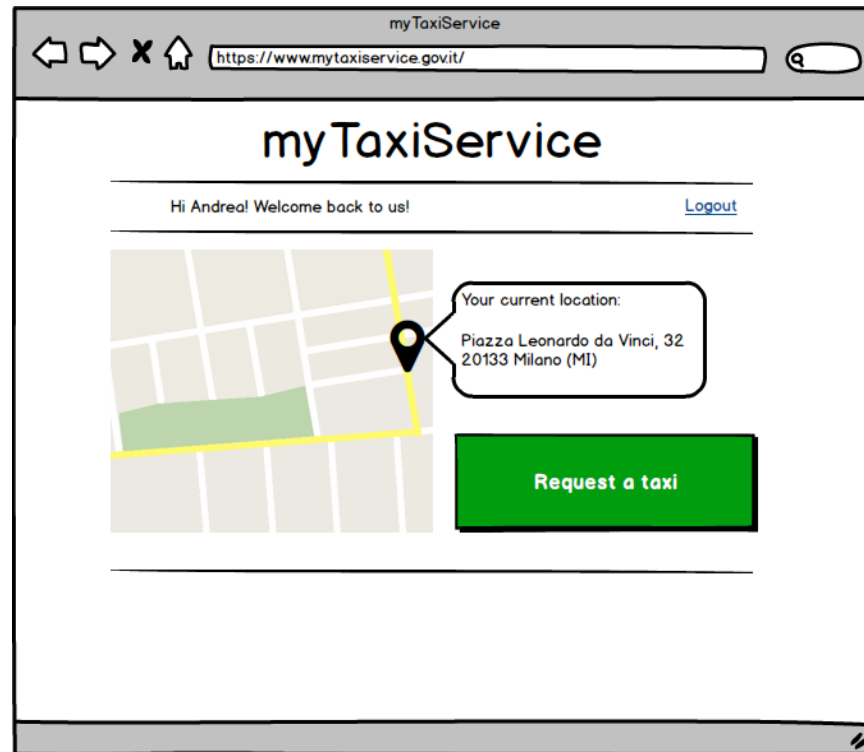 myTaxiService
https://www.mytaxiservice.gov.it/
myTaxiService
Hi Andrea! Welcome back to us!
Logout
Your current location:
Piazza Leonardo da Vinci, 32
20133 Milano (MI)
Request a taxi